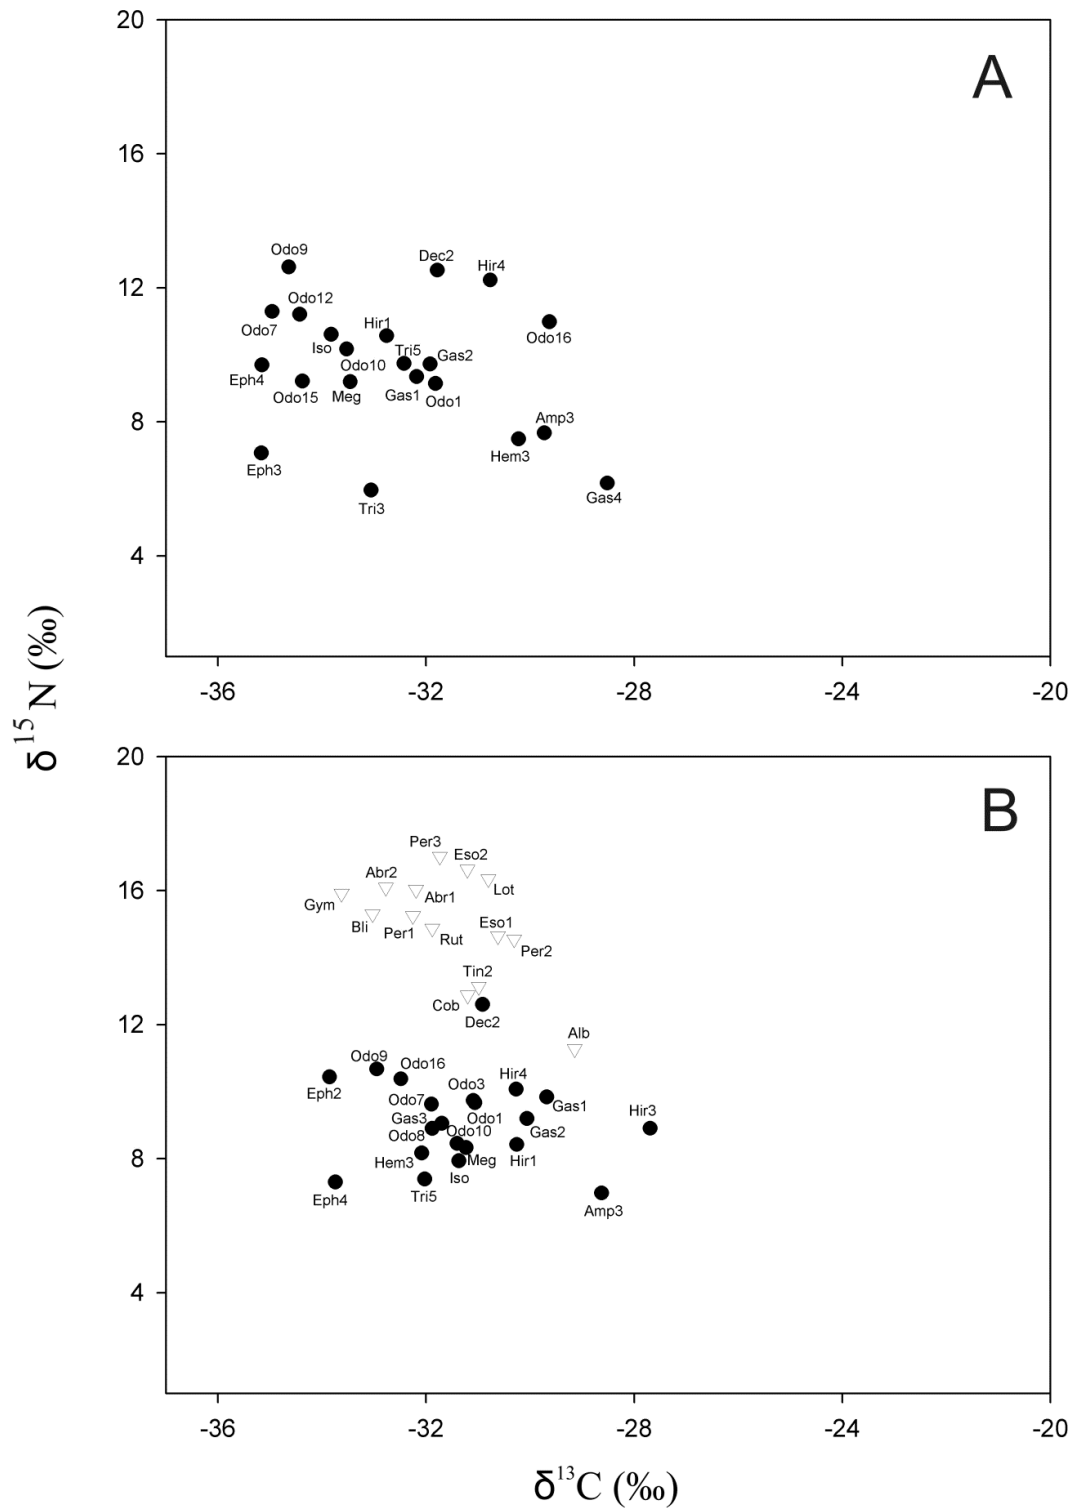 20
A
16
Odo9
Dec2
Hir4
12
Odo12
Odo7
Hir1
Odo16
Iso
Tri5
Gas2
Odo10
Eph4
Odo15
Meg
Gas1
Odo1
8
Amp3
Hem3
Eph3
Gas4
Tri3
4
-36
-32
-28
-24
-20
δ15 N (‰)
20
B
Per3
Eso2
Abr2
16
Lot
Abr1
Gym
Eso1
Bli
Per1
Rut
Per2
Tin2
Cob
12
Dec2
Alb
Odo9
Odo16
Hir4
Odo3
Eph2
Odo7
Gas1
Hir3
Gas3
Odo1
Odo10
Gas2
Odo8
8
Hem3
Meg
Hir1
Iso
Tri5
Eph4
Amp3
4
-36
-32
-28
-24
-20
δ13C (‰)